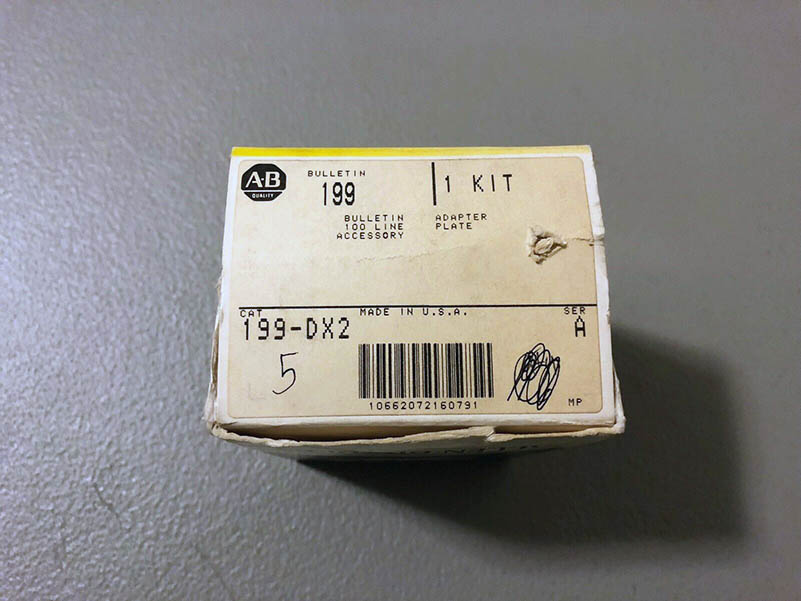 A-B
QUALITY
BULLETIN
199
1 KIT
BULLETIN
100 LINE
ACCESSORY
ADAPTER
PLATE
CAT
MADE IN U.S.A.
SER
199-DX2
A
5
10662072160791
MP